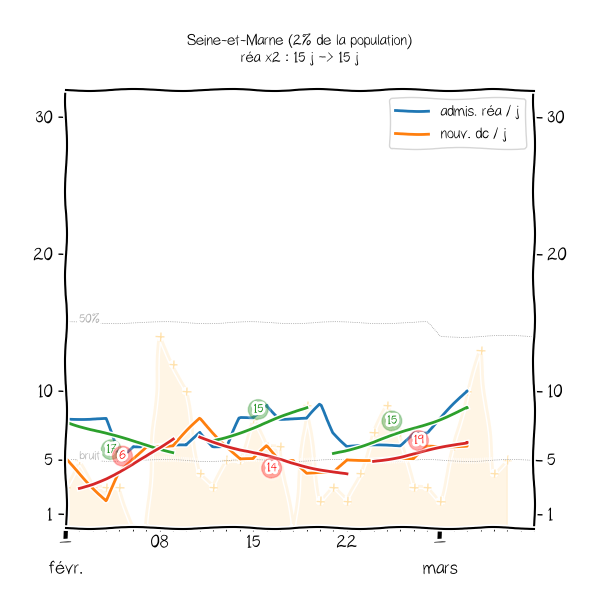 Seine-et-Marne (2% de la population)
réa x2 : 15 j -> 15 j
admis. réa / j
nouv. dc / j
30
30
20
20
50%
10
10
15
15
17
6
19
14
bruit
5
5
1
1
08
15
22
févr.
mars